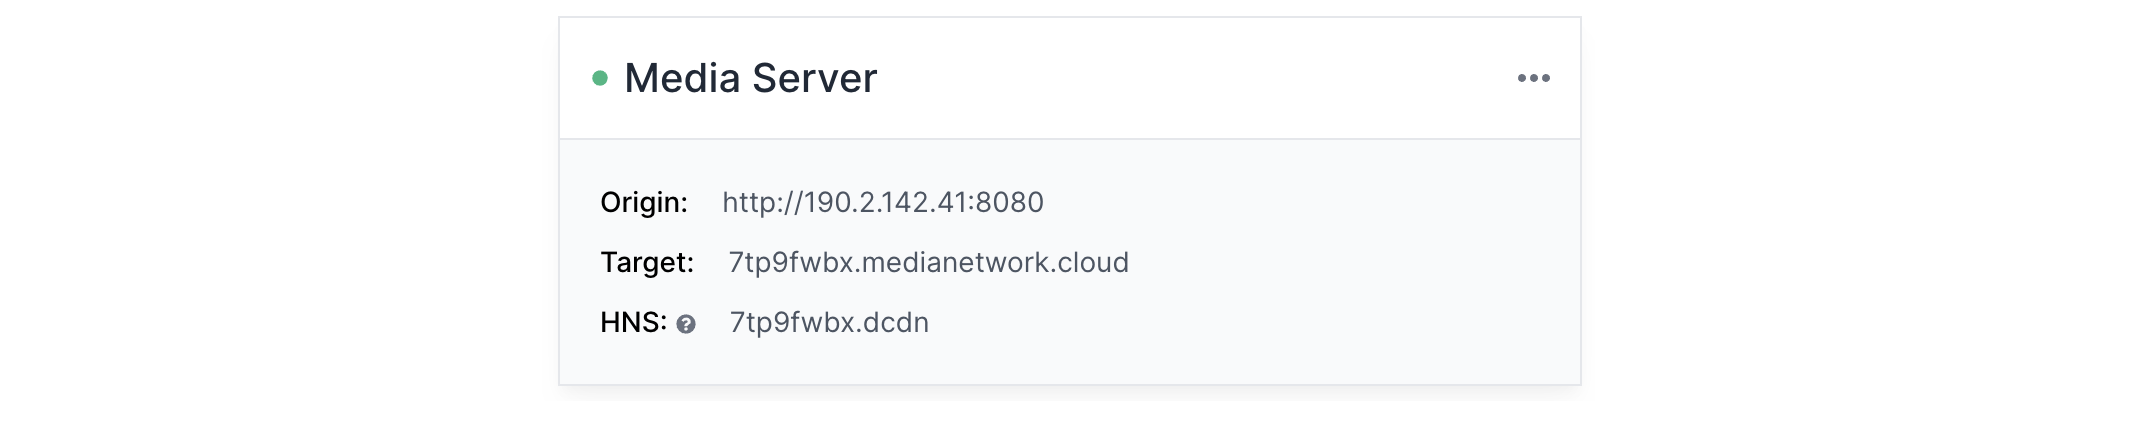 Media Server
Origin: http://190.2.142.41:8080
Target: 7tp9fwbx.medianetwork.cloud
HNS: ? 7tp9fwbx.dcdn